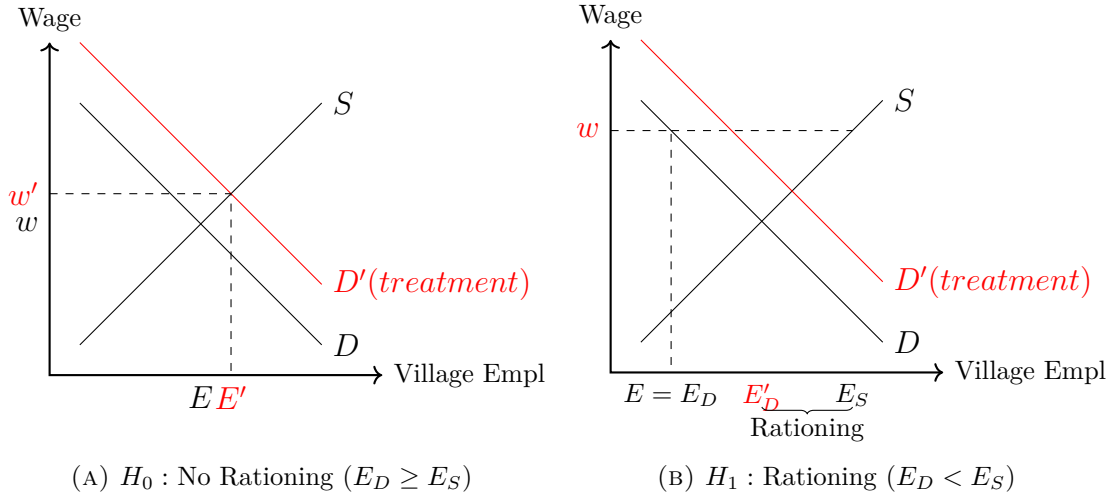 Wage
S
w′
w
D′(treatment)
D
Village Empl
E E′
(A) H₀ : No Rationing (E_D ≥ E_S)
Wage
S
w
D′(treatment)
D
Village Empl
E = E_D E′_D E_S
Rationing
(B) H₁ : Rationing (E_D < E_S)